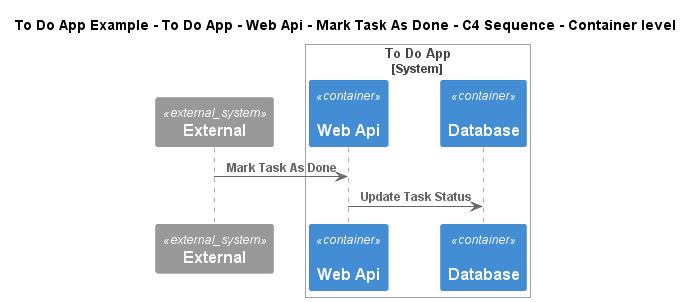 To Do App Example - To Do App - Web Api - Mark Task As Done - C4 Sequence - Container level
To Do App
[System]
«external_system»
External
«container»
Web Api
«container»
Database
Mark Task As Done
Update Task Status
«external_system»
External
«container»
Web Api
«container»
Database